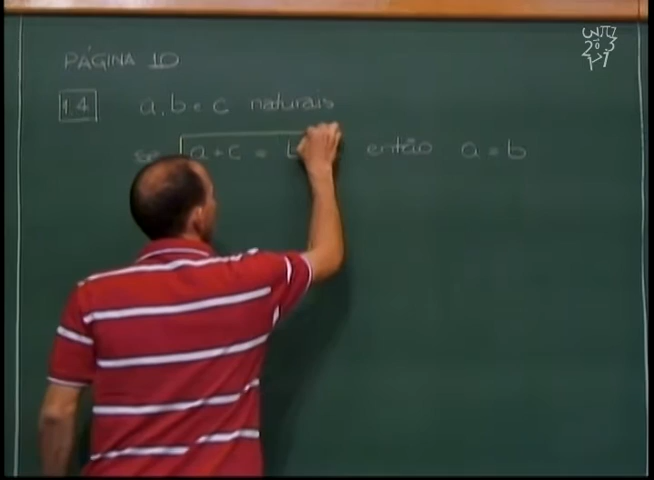 PÁGINA 10
1.4 a, b e c naturais
se a + c = b então a = b